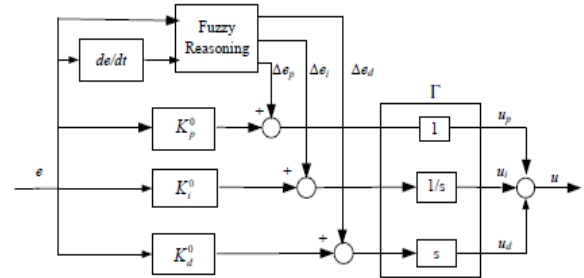 Fuzzy
Reasoning
de/dt
Δe_p Δe_i Δe_d
Γ
K_p^0 + 1 u_p
e K_i^0 + 1/s u_i u
K_d^0 + s u_d